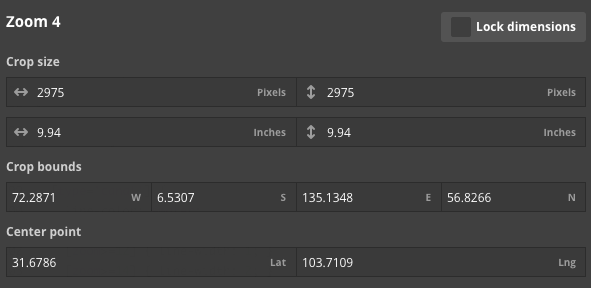 Zoom 4
Lock dimensions
Crop size
2975 Pixels 2975 Pixels
9.94 Inches 9.94 Inches
Crop bounds
72.2871 W 6.5307 S 135.1348 E 56.8266 N
Center point
31.6786 Lat 103.7109 Lng